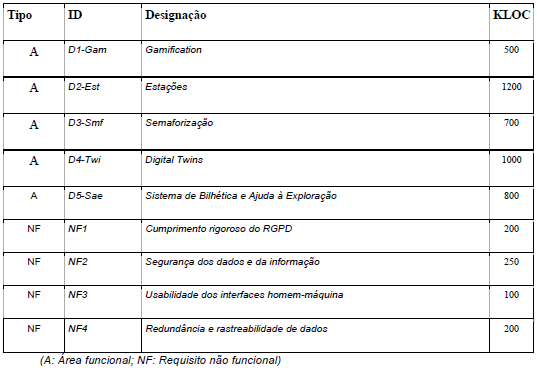 Tipo ID Designação KLOC
A D1-Gam Gamification 500
A D2-Est Estações 1200
A D3-Smf Semaforização 700
A D4-Twi Digital Twins 1000
A D5-Sae Sistema de Bilhética e Ajuda à Exploração 800
NF NF1 Cumprimento rigoroso do RGPD 200
NF NF2 Segurança dos dados e da informação 250
NF NF3 Usabilidade dos interfaces homem-máquina 100
NF NF4 Redundância e rastreabilidade de dados 200
(A: Área funcional; NF: Requisito não funcional)